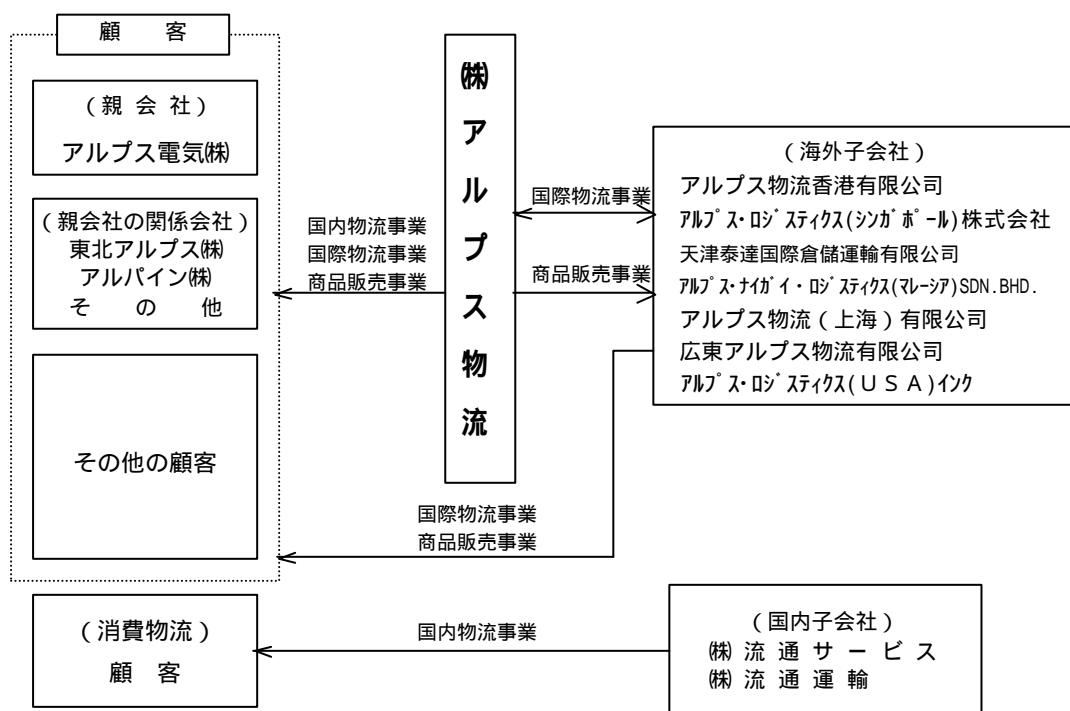 顧 客
（親 会 社）
アルプス電気㈱
（親会社の関係会社）
東北アルプス㈱
アルパイン㈱
そ の 他
その他の顧客
国内物流事業
国際物流事業
商品販売事業
㈱アルプス物流
国際物流事業
商品販売事業
（海外子会社）
アルプス物流香港有限公司
ｱﾙﾌﾟｽ･ﾛｼﾞｽﾃｨｸｽ(ｼﾝｶﾞﾎﾟｰﾙ)株式会社
天津泰達国際倉儲運輸有限公司
ｱﾙﾌﾟｽ･ﾅｲｶﾞｲ･ﾛｼﾞｽﾃｨｸｽ(ﾏﾚｰｼｱ)SDN.BHD.
アルプス物流（上海）有限公司
広東アルプス物流有限公司
ｱﾙﾌﾟｽ･ﾛｼﾞｽﾃｨｸｽ(ＵＳＡ)ｲﾝｸ
国際物流事業
商品販売事業
（消費物流）
顧 客
国内物流事業
（国内子会社）
㈱ 流 通 サ ー ビ ス
㈱ 流 通 運 輸